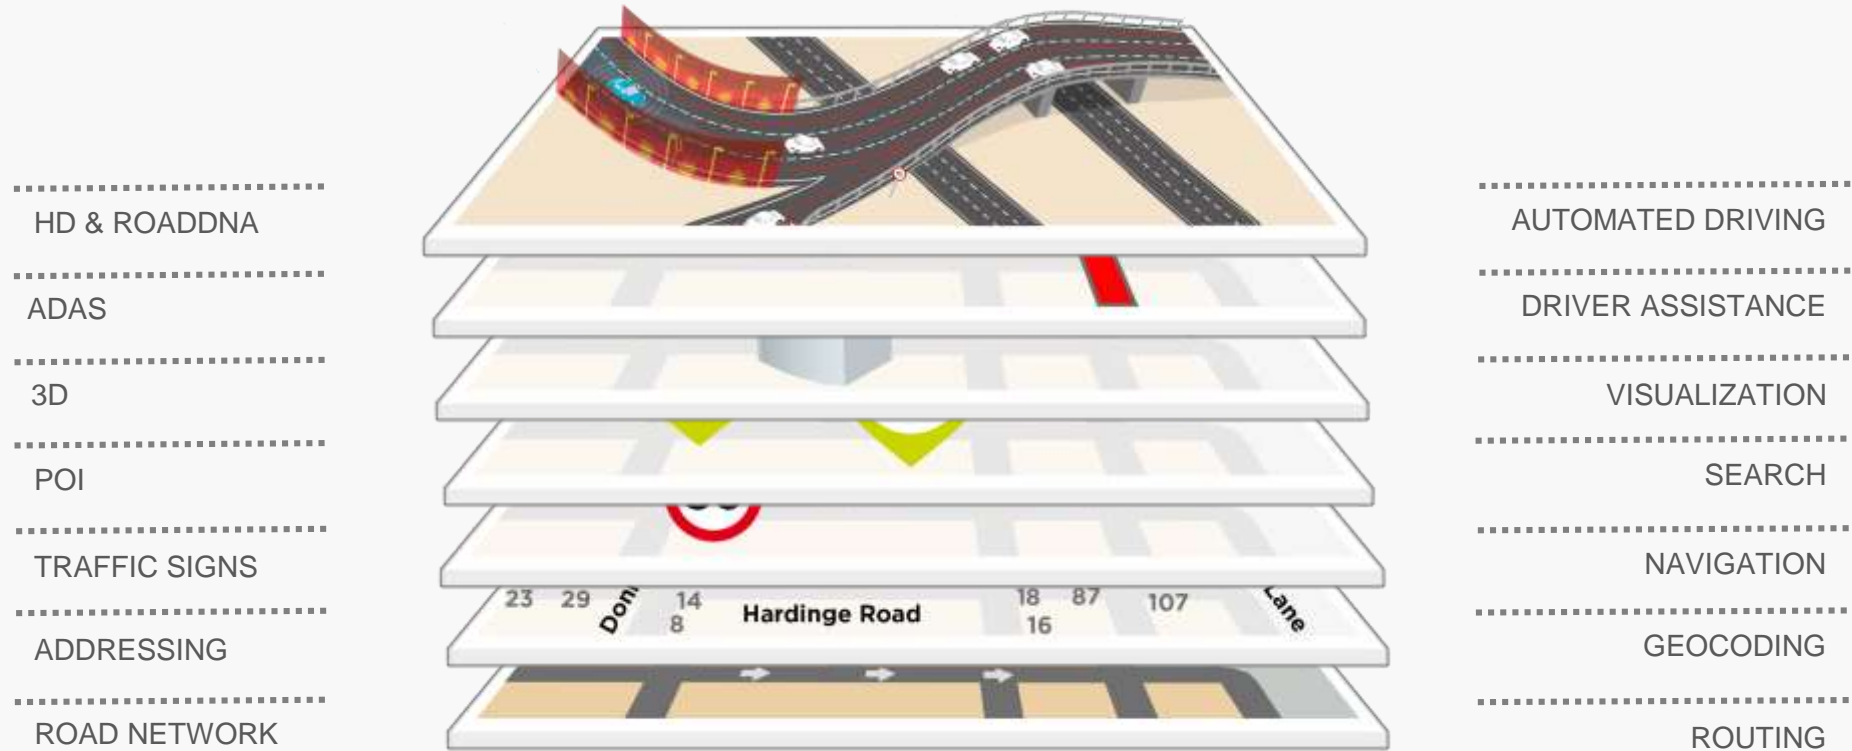 HD & ROADDNA
AUTOMATED DRIVING
ADAS
DRIVER ASSISTANCE
3D
VISUALIZATION
POI
SEARCH
TRAFFIC SIGNS
NAVIGATION
23 29 14 Hardinge Road 18 87 107 Lane
8 16
ADDRESSING
GEOCODING
ROAD NETWORK
ROUTING